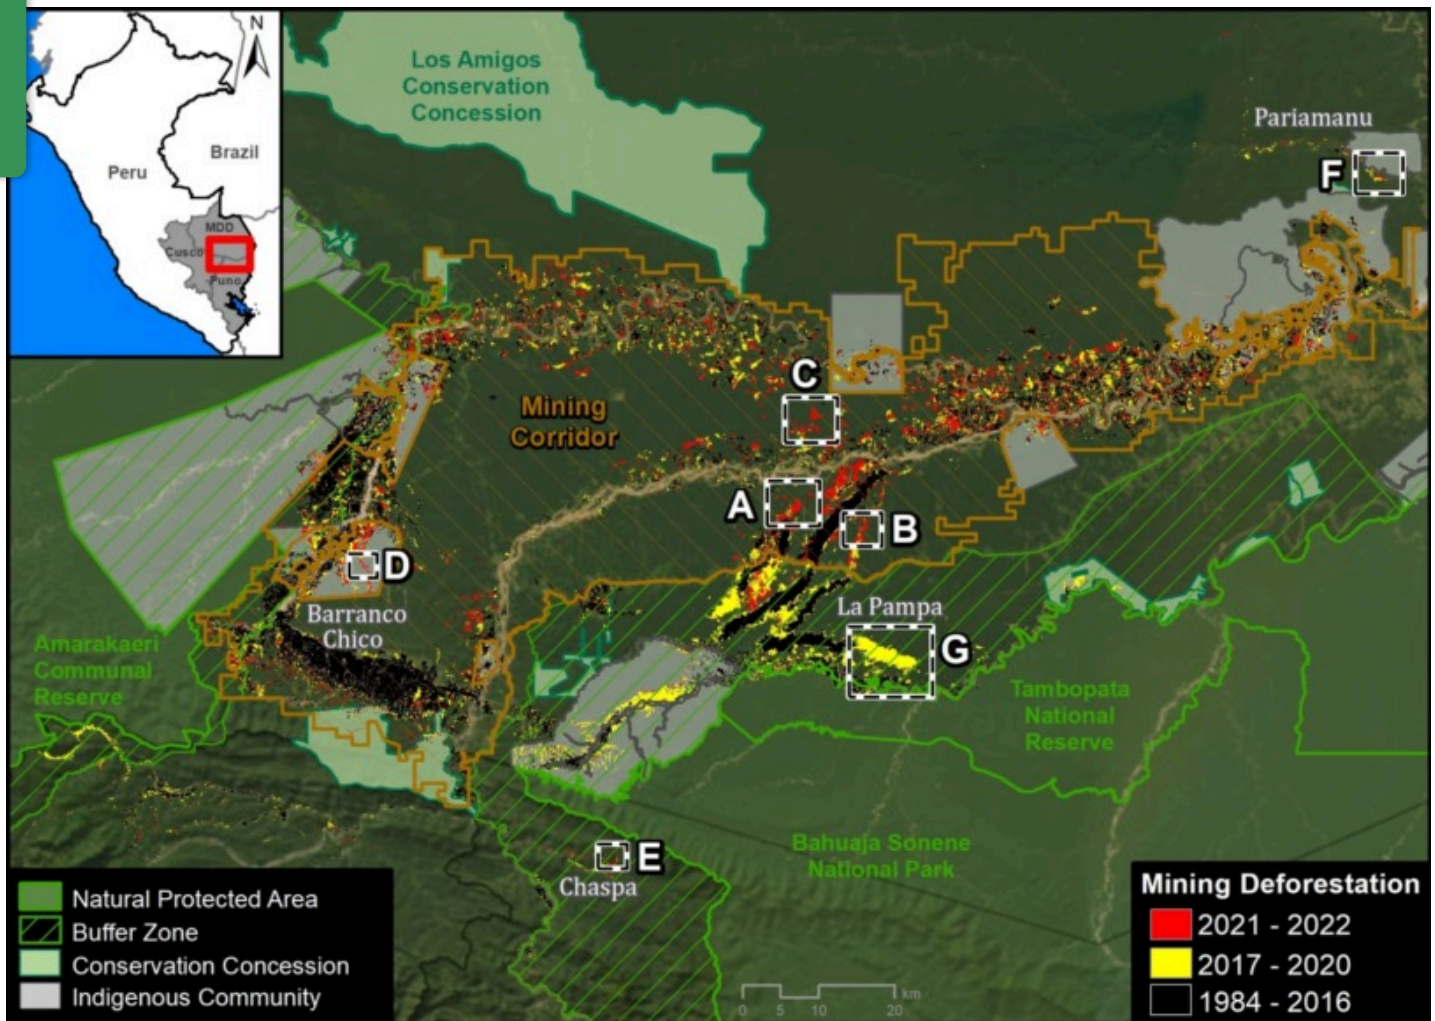 N
Brazil
Peru
MDD
Cusco
Puno
Los Amigos
Conservation
Concession
Pariamanu
F
C
Mining
Corridor
A
B
D
Barranco
Chico
La Pampa
G
Amarakaeri
Communal
Reserve
Tambopata
National
Reserve
Bahuaja Sonene
National Park
E
Chaspa
Natural Protected Area
Buffer Zone
Conservation Concession
Indigenous Community
km
0 5 10 20
Mining Deforestation
2021 - 2022
2017 - 2020
1984 - 2016